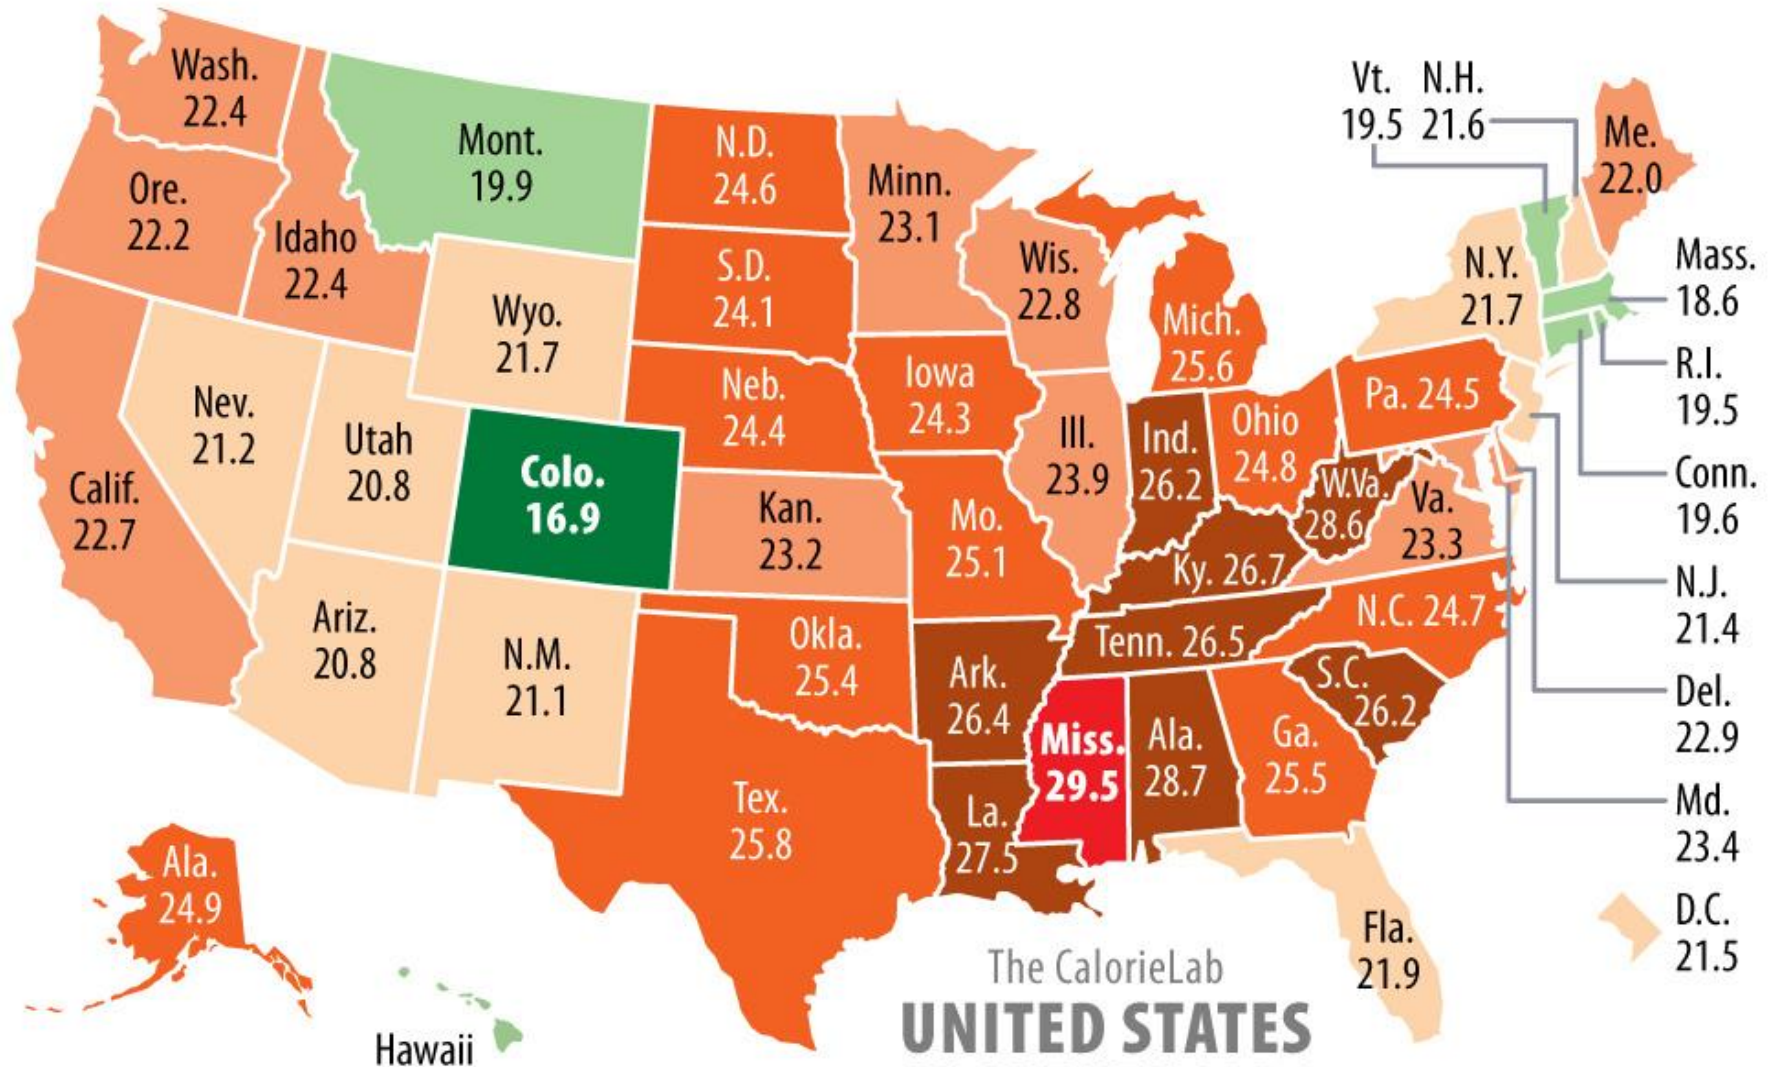 Wash.
22.4
Ore.
22.2
Idaho
22.4
Mont.
19.9
Wyo.
21.7
Nev.
21.2
Utah
20.8
Calif.
22.7
Colo.
16.9
Ariz.
20.8
N.M.
21.1
N.D.
24.6
S.D.
24.1
Neb.
24.4
Kan.
23.2
Okla.
25.4
Tex.
25.8
Minn.
23.1
Iowa
24.3
Mo.
25.1
Ark.
26.4
La.
27.5
Wis.
22.8
Ill.
23.9
Mich.
25.6
Ind.
26.2
Ohio
24.8
Ky. 26.7
Tenn. 26.5
Miss.
29.5
Ala.
28.7
Ga.
25.5
Fla.
21.9
S.C.
26.2
N.C. 24.7
Va.
23.3
W.Va.
28.6
Pa. 24.5
N.Y.
21.7
Vt. N.H.
19.5 21.6
Me.
22.0
Mass.
18.6
R.I.
19.5
Conn.
19.6
N.J.
21.4
Del.
22.9
Md.
23.4
D.C.
21.5
Ala.
24.9
Hawaii
The CalorieLab
UNITED STATES